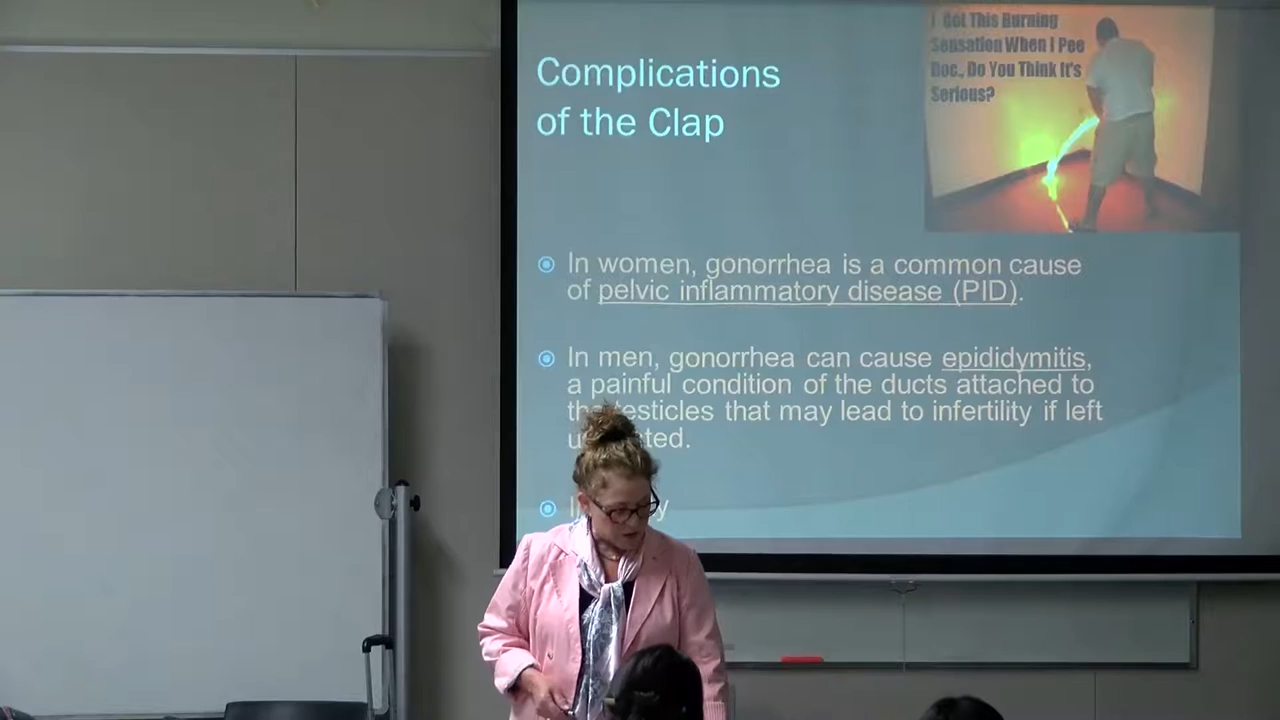 Complications
of the Clap
I Got This Burning
Sensation When I Pee
Doc., Do You Think It's
Serious?
In women, gonorrhea is a common cause
of pelvic inflammatory disease (PID).
In men, gonorrhea can cause epididymitis,
a painful condition of the ducts attached to
testicles that may lead to infertility if left